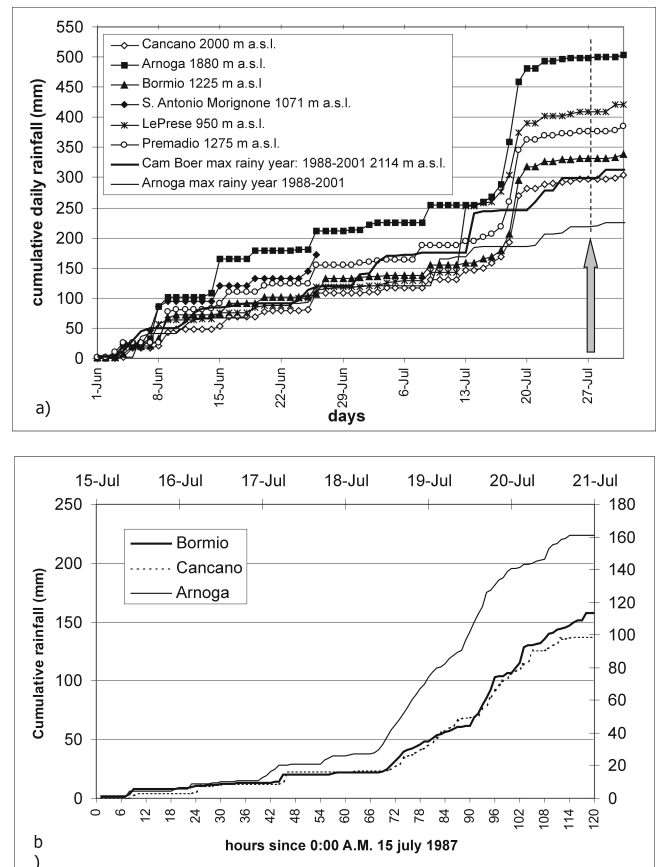 550
500
450
400
350
300
250
200
150
100
50
0
cumulative daily rainfall (mm)
Cancano 2000 m a.s.l.
Arnoga 1880 m a.s.l.
Bormio 1225 m a.s.l
S. Antonio Morignone 1071 m a.s.l.
LePrese 950 m a.s.l.
Premadio 1275 m a.s.l.
Cam Boer max rainy year: 1988-2001 2114 m a.s.l.
Arnoga max rainy year 1988-2001
1-Jun 8-Jun 15-Jun 22-Jun 29-Jun 6-Jul 13-Jul 20-Jul 27-Jul
a)
days
15-Jul 16-Jul 17-Jul 18-Jul 19-Jul 20-Jul 21-Jul
250
200
150
100
50
0
Cumulative rainfall (mm)
Bormio
Cancano
Arnoga
180
160
140
120
100
80
60
40
20
0
0 6 12 18 24 30 36 42 48 54 60 66 72 78 84 90 96 102 108 114 120
hours since 0:00 A.M. 15 july 1987
b
)